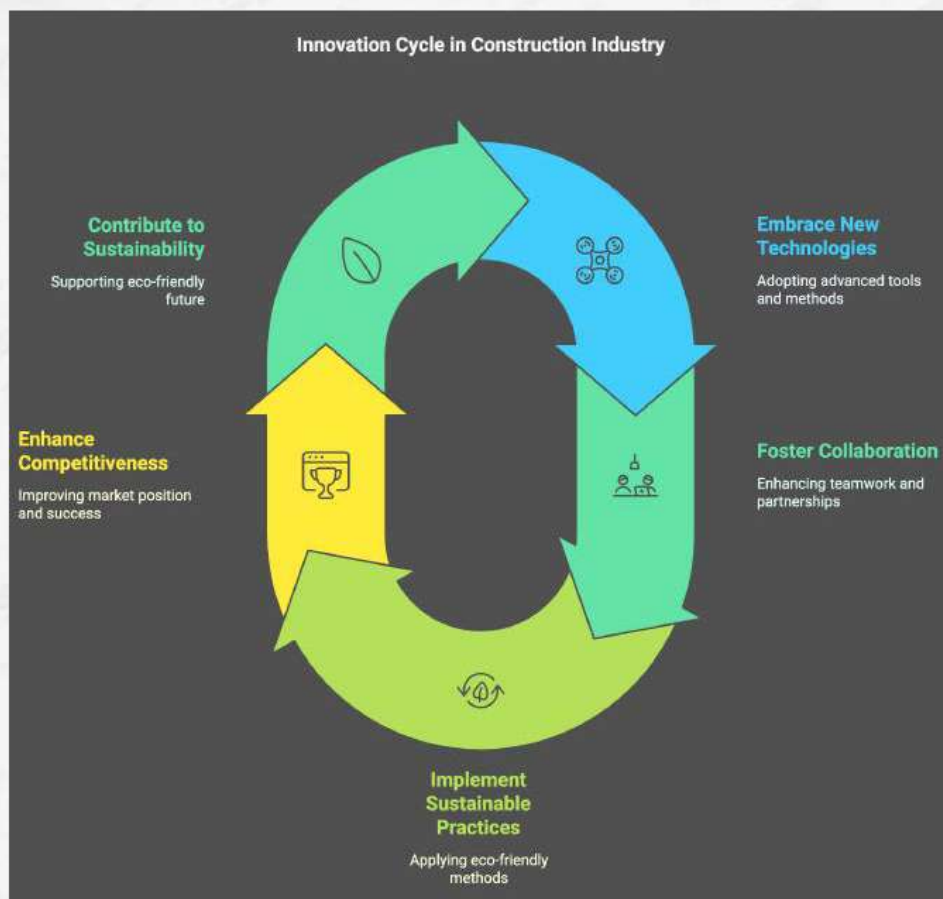 Innovation Cycle in Construction Industry
Contribute to
Sustainability
Supporting eco-friendly
future
Embrace New
Technologies
Adopting advanced tools
and methods
Enhance
Competitiveness
Improving market position
and success
Foster Collaboration
Enhancing teamwork and
partnerships
Implement
Sustainable
Practices
Applying eco-friendly
methods